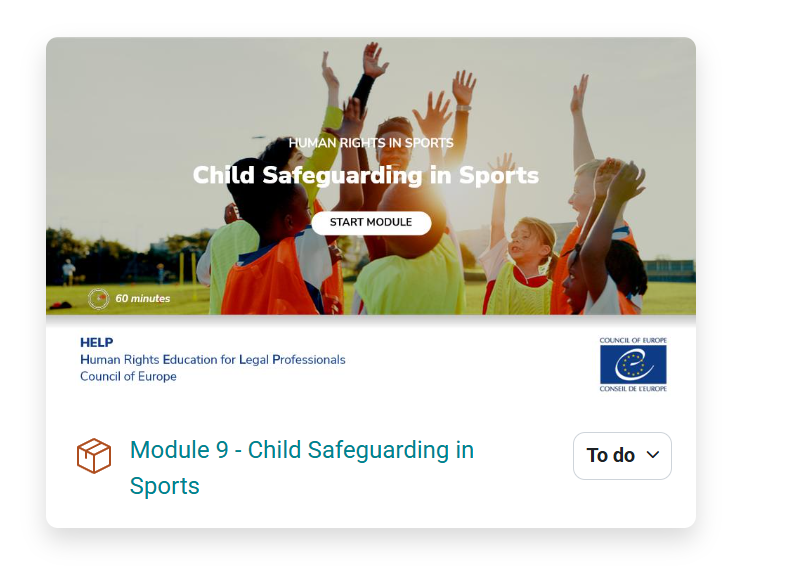 HUMAN RIGHTS IN SPORTS
Child Safeguarding in Sports
START MODULE
60 minutes
HELP
Human Rights Education for Legal Professionals
Council of Europe
COUNCIL OF EUROPE
CONSEIL DE L'EUROPE
Module 9 - Child Safeguarding in
Sports
To do